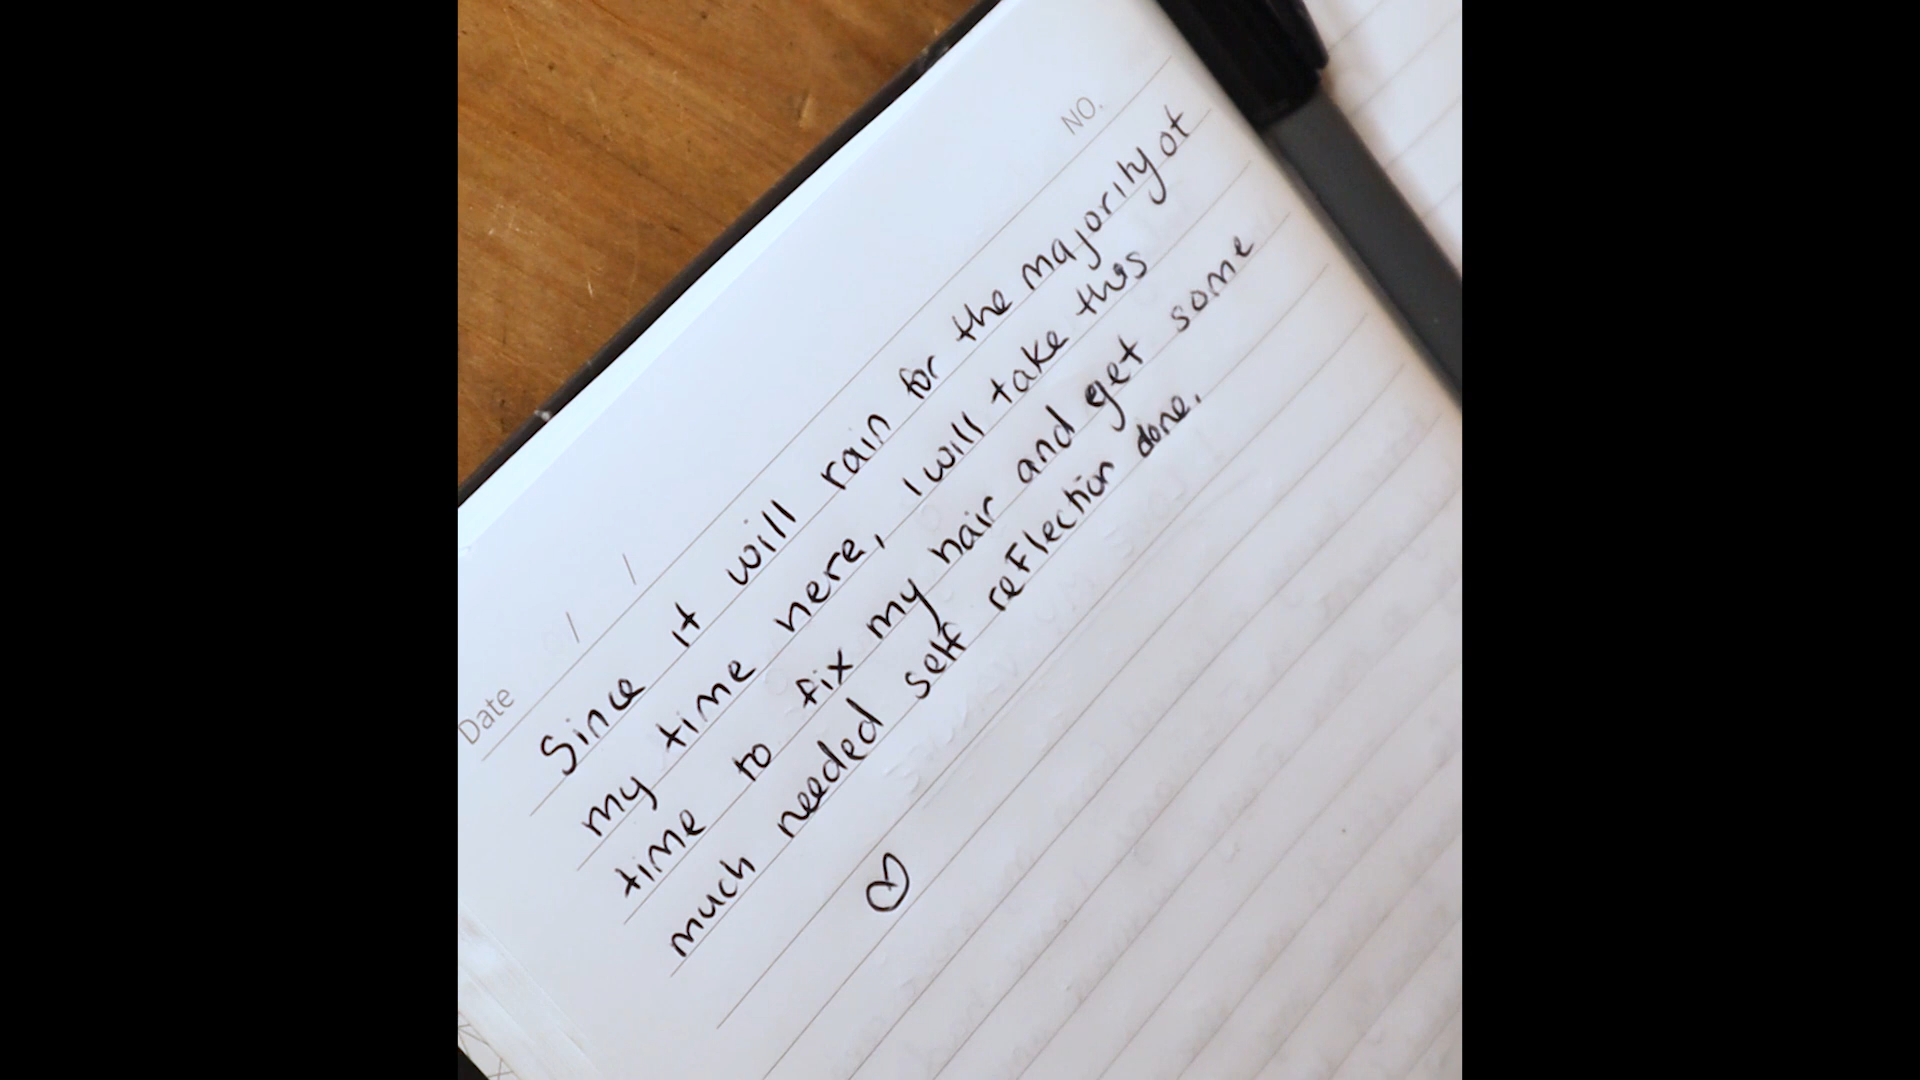 NO.
Date / /
Since it will rain for the majority of
my time here, I will take this
time to fix my hair and get some
much needed self reflection done.